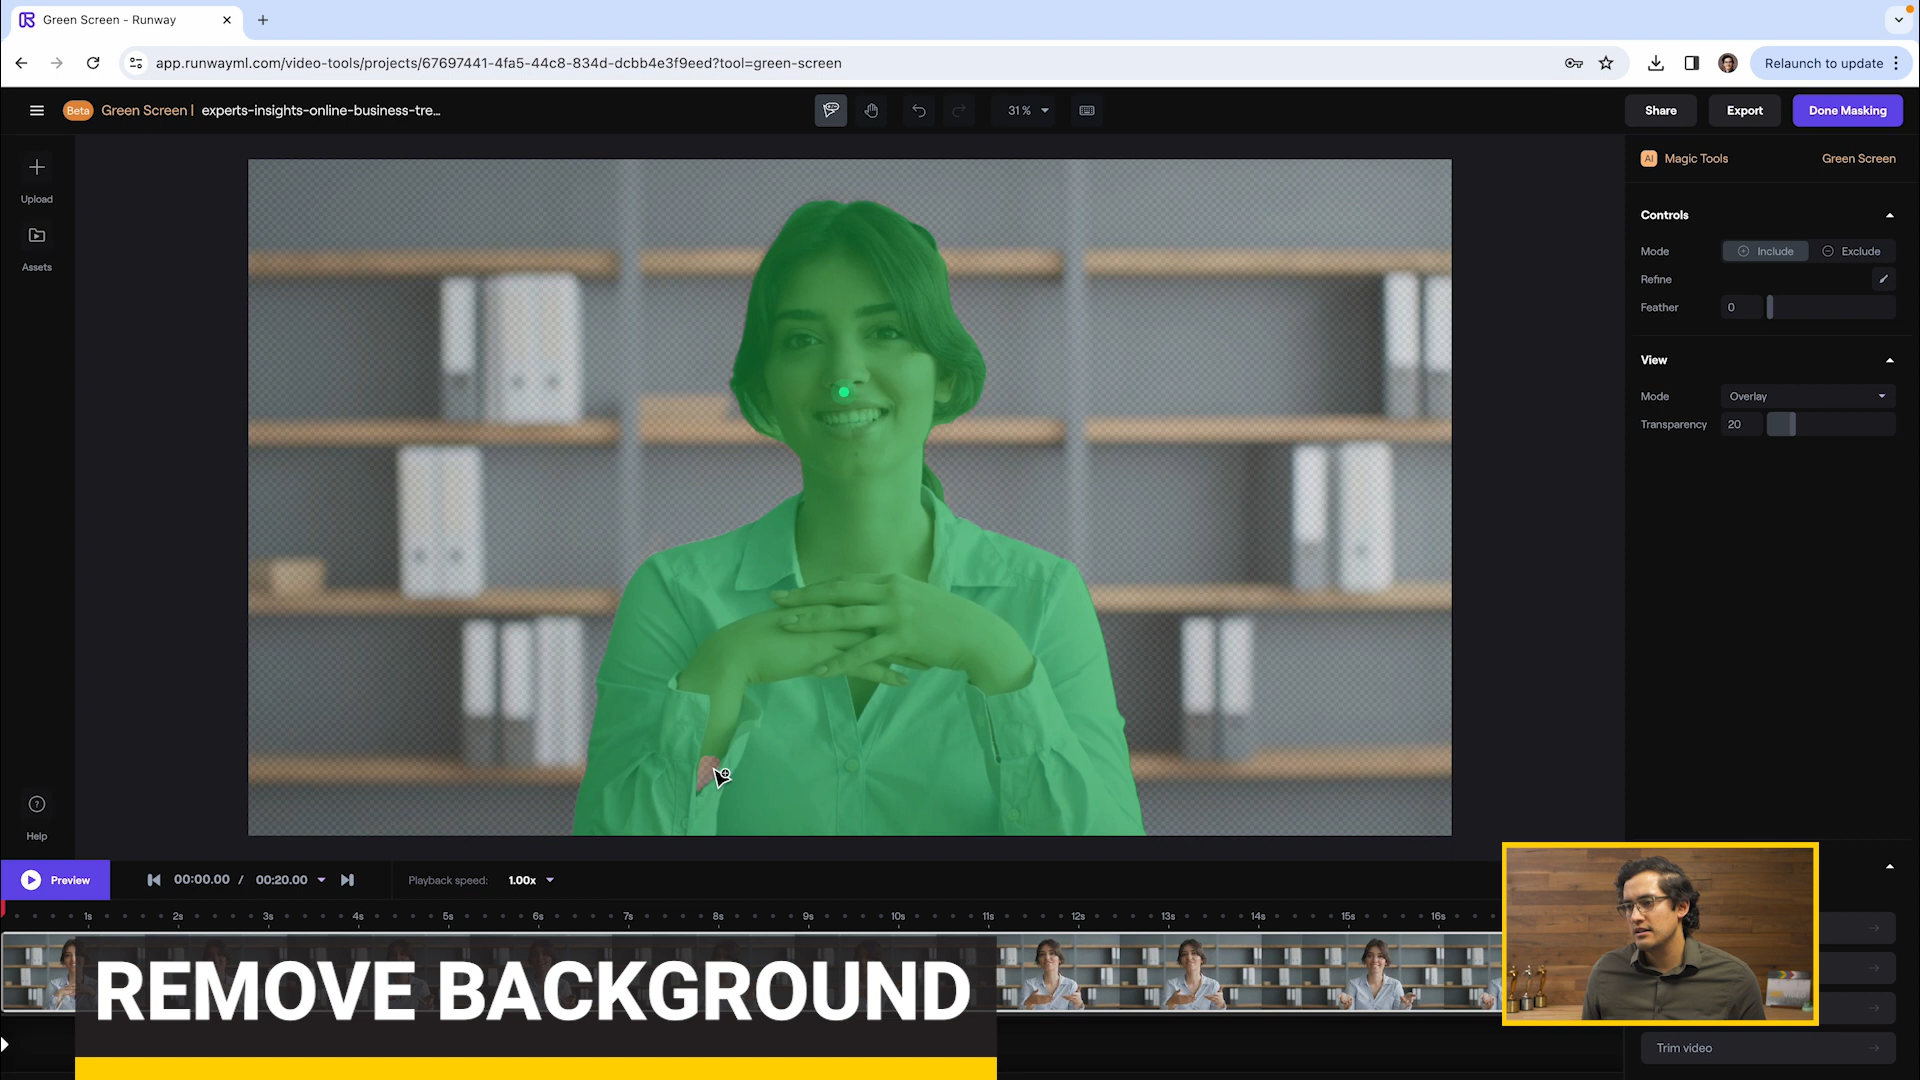 Green Screen - Runway
app.runwayml.com/video-tools/projects/67697441-4fa5-44c8-834d-dcbb4e3f9eed?tool=green-screen
Relaunch to update
Beta Green Screen | experts-insights-online-business-tre...
31%
Share
Export
Done Masking
Upload
Assets
Help
AI Magic Tools
Green Screen
Controls
Mode
Include
Exclude
Refine
Feather
0
View
Mode
Overlay
Transparency
20
Preview
00:00.00 / 00:20.00
Playback speed: 1.00x
1s 2s 3s 4s 5s 6s 7s 8s 9s 10s 11s 12s 13s 14s 15s 16s
REMOVE BACKGROUND
Trim video